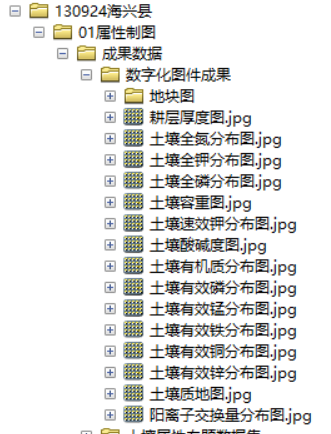 130924海兴县
01属性制图
成果数据
数字化图件成果
地块图
耕层厚度图.jpg
土壤全氮分布图.jpg
土壤全钾分布图.jpg
土壤全磷分布图.jpg
土壤容重图.jpg
土壤速效钾分布图.jpg
土壤酸碱度图.jpg
土壤有机质分布图.jpg
土壤有效磷分布图.jpg
土壤有效锰分布图.jpg
土壤有效铁分布图.jpg
土壤有效铜分布图.jpg
土壤有效锌分布图.jpg
土壤质地图.jpg
阳离子交换量分布图.jpg